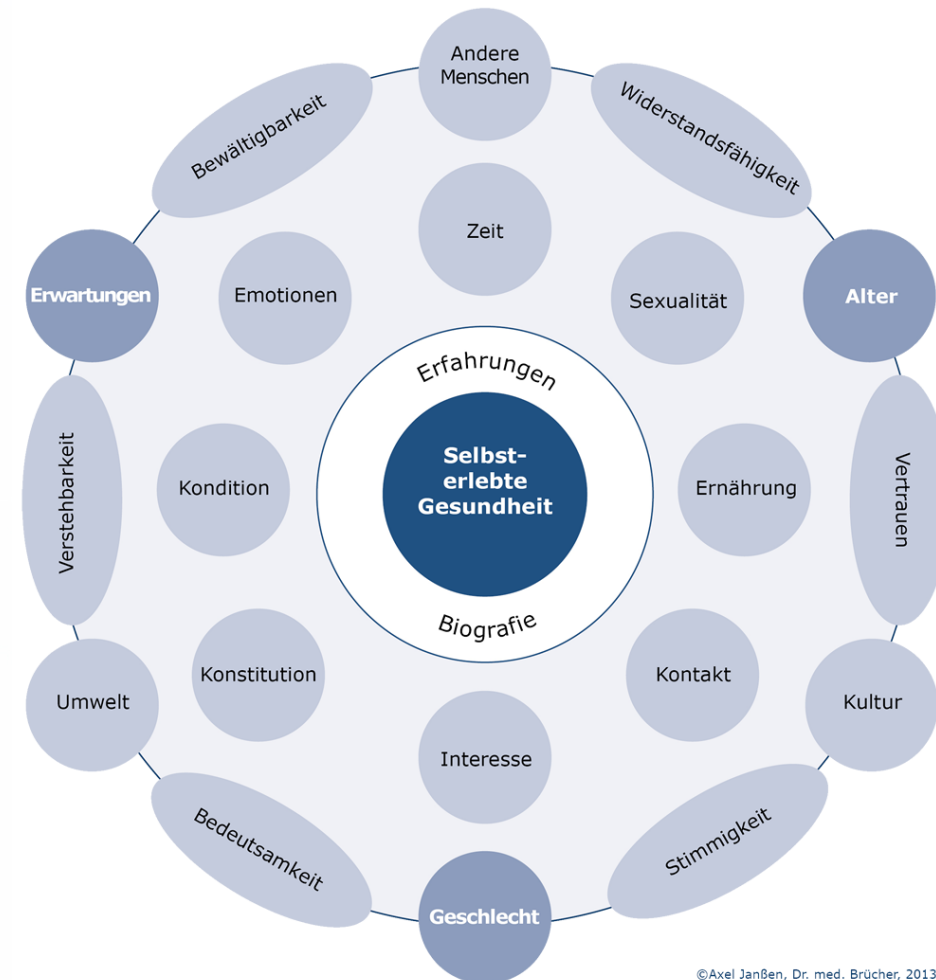 Andere
Menschen
Bewältigbarkeit
Widerstandsfähigkeit
Zeit
Erwartungen
Emotionen
Sexualität
Alter
Erfahrungen
Verstehbarkeit
Kondition
Selbst-
erlebte
Gesundheit
Ernährung
Vertrauen
Biografie
Umwelt
Konstitution
Kontakt
Kultur
Interesse
Bedeutsamkeit
Stimmigkeit
Geschlecht
©Axel Janßen, Dr. med. Brücher, 2013